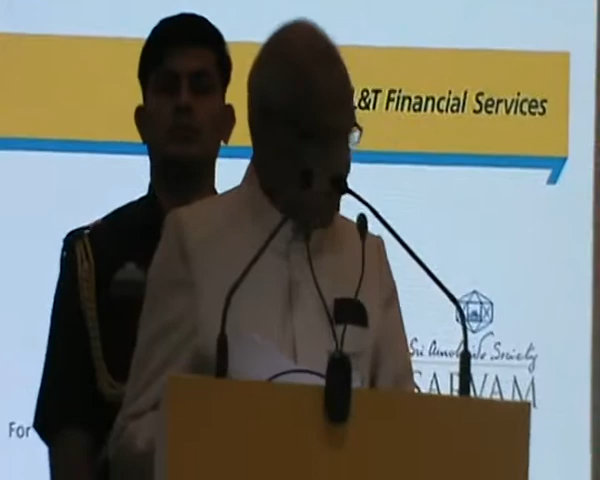 L&T Financial Services
Sri Aurobindo Society
SARVAM
For